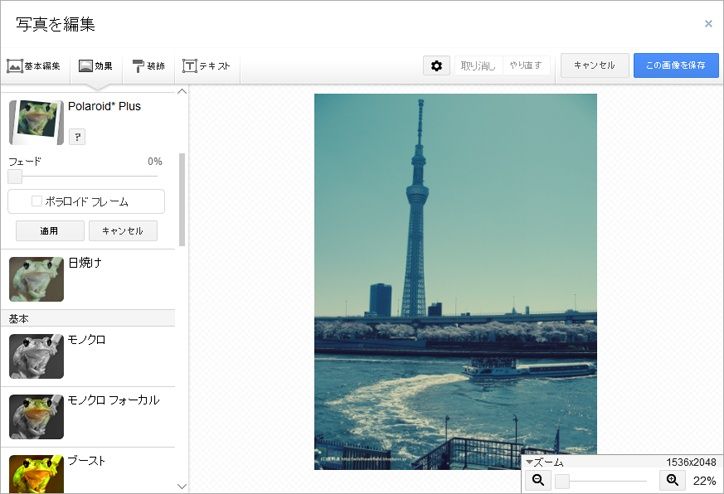 写真を編集
×
基本編集 効果 装飾 テキスト 取り消し やり直す キャンセル この画像を保存
Polaroid* Plus
?
フェード 0%
ポラロイド フレーム
適用 キャンセル
日焼け
基本
モノクロ
モノクロ フォーカル
ブースト
ズーム 1536x2048
22%